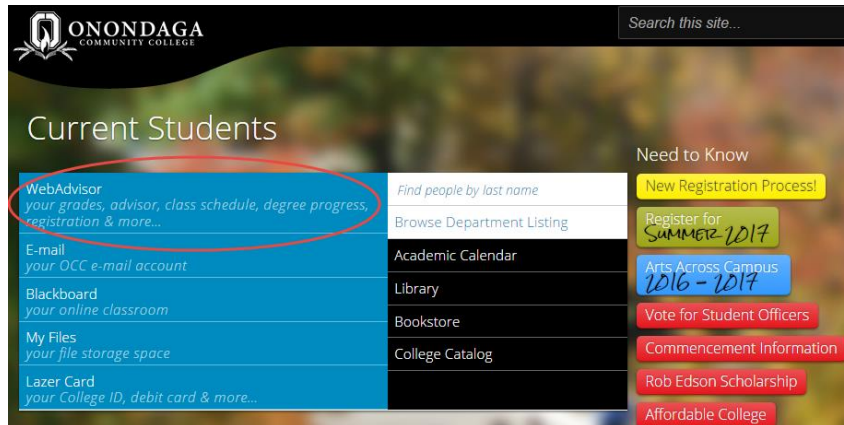 ONONDAGA
COMMUNITY COLLEGE
Search this site...
Current Students
WebAdvisor
your grades, advisor, class schedule, degree progress,
registration & more...
E-mail
your OCC e-mail account
Blackboard
your online classroom
My Files
your file storage space
Lazer Card
your College ID, debit card & more...
Find people by last name
Browse Department Listing
Academic Calendar
Library
Bookstore
College Catalog
Need to Know
New Registration Process!
Register for
SUMMER 2017
Arts Across Campus
2016 - 2017
Vote for Student Officers
Commencement Information
Rob Edson Scholarship
Affordable College